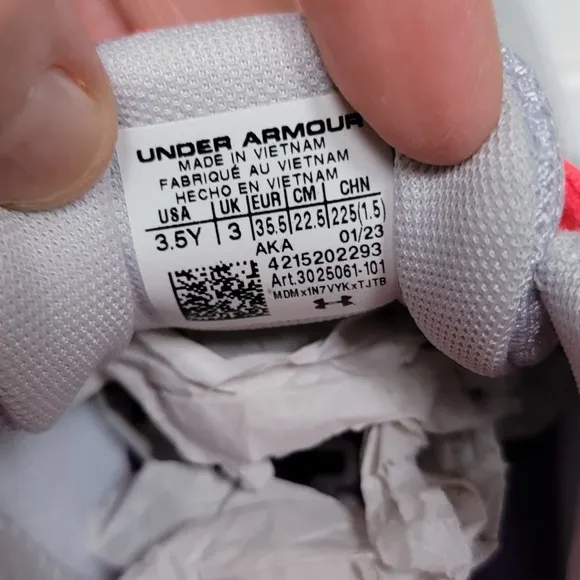 UNDER ARMOUR
MADE IN VIETNAM
FABRIQUÉ AU VIETNAM
HECHO EN VIETNAM
USA UK EUR CM CHN
3.5Y 3 35.5 22.5 225(1.5)
AKA 01/23
4215202293
Art.3025061-101
MDMx1N7VYKxTJTB